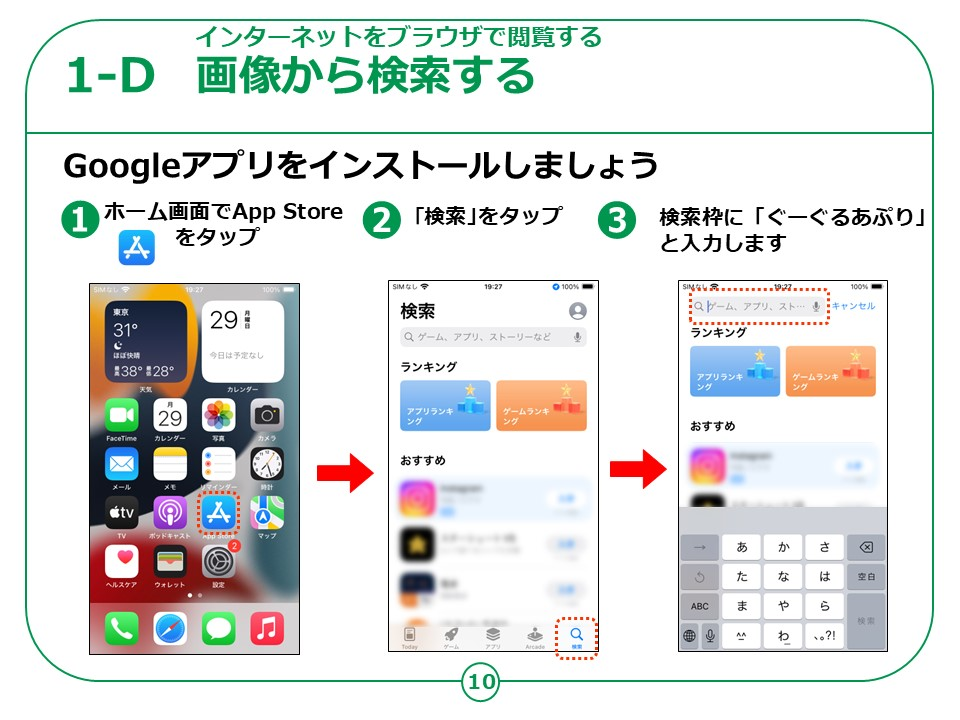 インターネットをブラウザで閲覧する
1-D 画像から検索する
Googleアプリをインストールしましょう
1 ホーム画面でApp Store
をタップ
2 「検索」をタップ
3 検索枠に「ぐーぐるあぷり」
と入力します
SIMなし 19:27 100%
東京
31°
ほぼ快晴
最高38° 最低28°
天気
29 月曜日
今日は予定なし
カレンダー
月
29
FaceTime カレンダー 写真 カメラ
メール メモ リマインダー 時計
tv
TV ポッドキャスト App Store マップ
2
ヘルスケア ウォレット 設定
SIMなし 19:27 100%
検索
ゲーム、アプリ、ストーリーなど
ランキング
アプリランキ
ング
ゲームランキ
ング
おすすめ
Instagram
Today ゲーム アプリ Arcade 検索
SIMなし 19:27 100%
ゲーム、アプリ、スト… キャンセル
ランキング
アプリランキ
ング
ゲームランキ
ング
おすすめ
Instagram
→ あ か さ
た な は 空白
ABC ま や ら 検索
^^ わ 、。?!
10